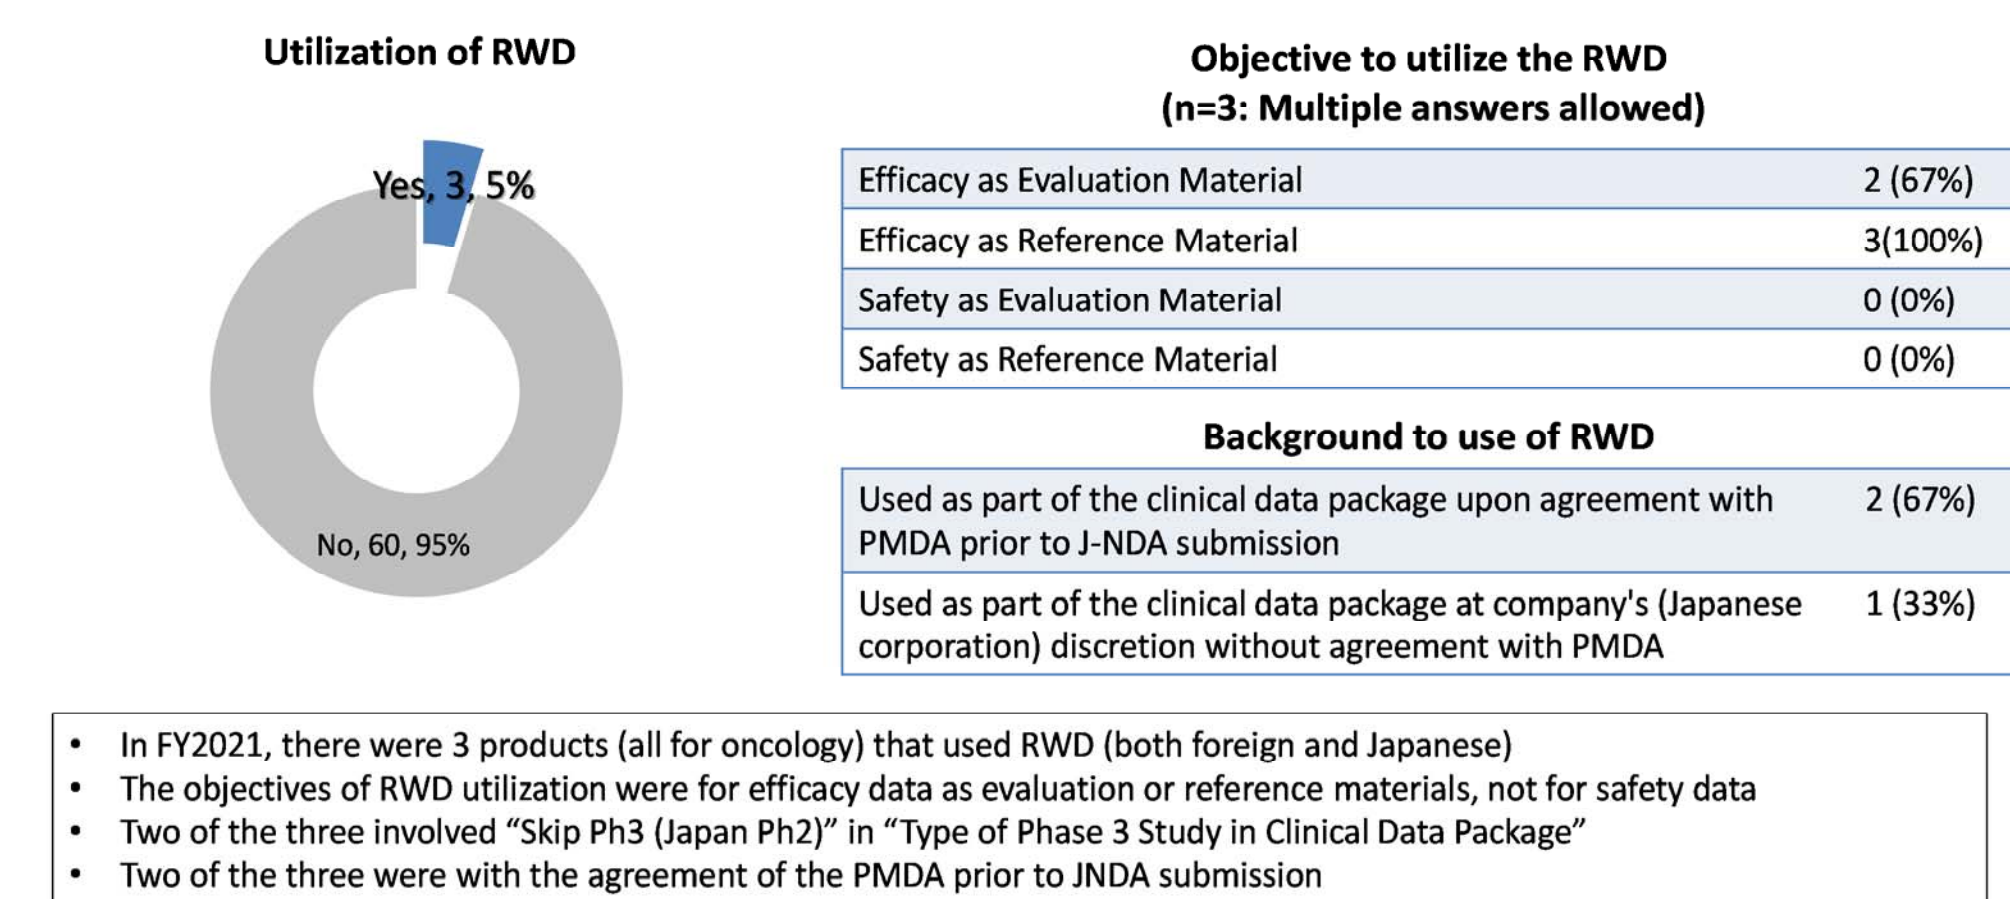 Utilization of RWD
Yes, 3, 5%
No, 60, 95%
Objective to utilize the RWD
(n=3: Multiple answers allowed)
Efficacy as Evaluation Material 2 (67%)
Efficacy as Reference Material 3(100%)
Safety as Evaluation Material 0 (0%)
Safety as Reference Material 0 (0%)
Background to use of RWD
Used as part of the clinical data package upon agreement with 2 (67%)
PMDA prior to J-NDA submission
Used as part of the clinical data package at company's (Japanese 1 (33%)
corporation) discretion without agreement with PMDA
• In FY2021, there were 3 products (all for oncology) that used RWD (both foreign and Japanese)
• The objectives of RWD utilization were for efficacy data as evaluation or reference materials, not for safety data
• Two of the three involved “Skip Ph3 (Japan Ph2)” in “Type of Phase 3 Study in Clinical Data Package”
• Two of the three were with the agreement of the PMDA prior to JNDA submission